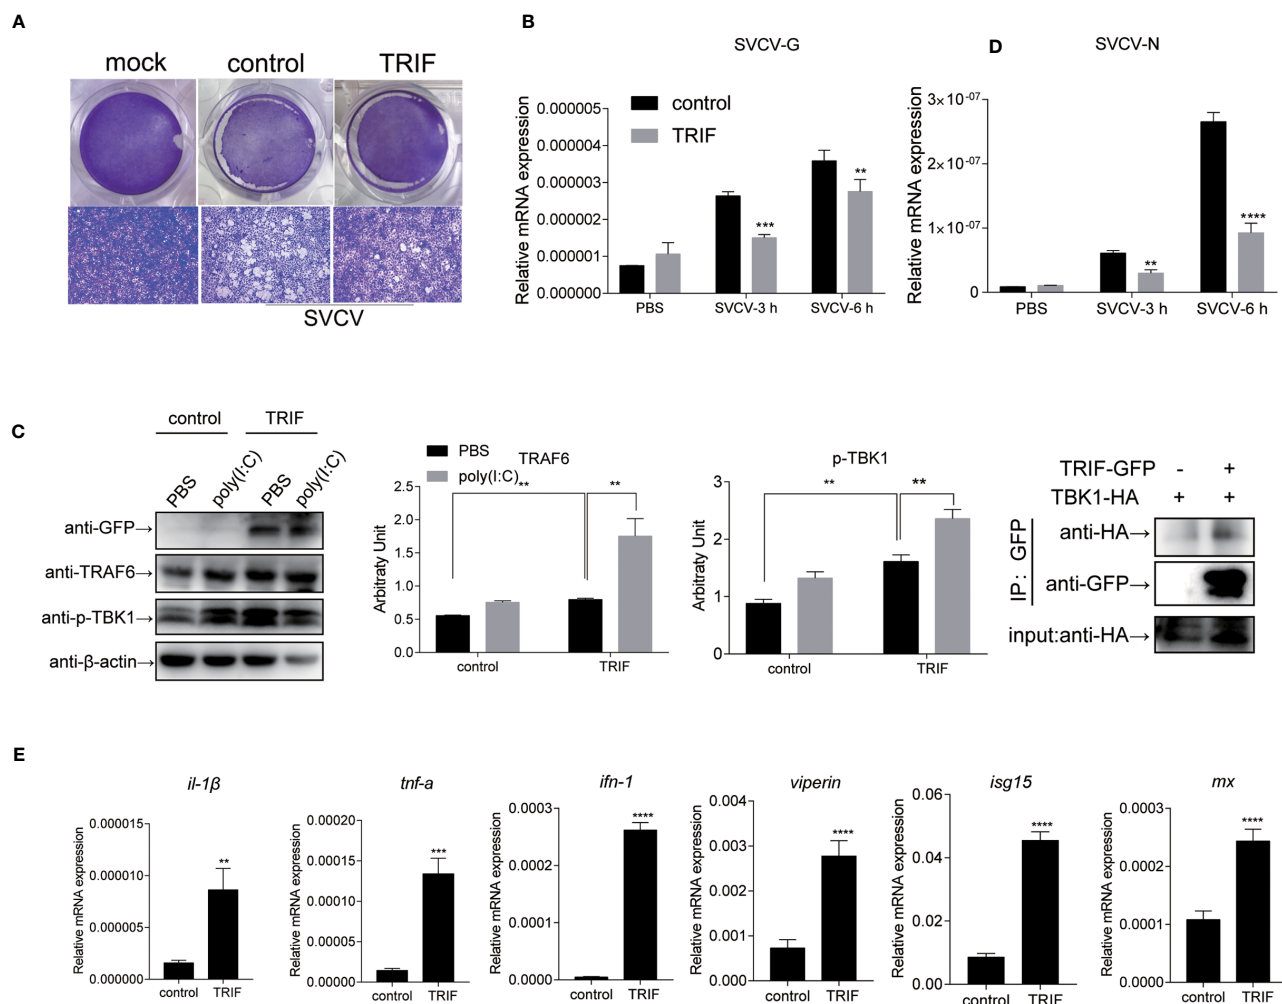 A
mock control TRIF
SVCV
B
SVCV-G
control
TRIF
Relative mRNA expression
0.000005
0.000004
0.000003
0.000002
0.000001
0.000000
*** **
PBS SVCV-3 h SVCV-6 h
D
SVCV-N
Relative mRNA expression
3×10-07
2×10-07
1×10-07
0
** ****
PBS SVCV-3 h SVCV-6 h
C
control TRIF
PBS poly(I:C) PBS poly(I:C)
anti-GFP→
anti-TRAF6→
anti-p-TBK1→
anti-β-actin→
PBS
poly(I:C)
TRAF6
Arbitraty Unit
2.5
2.0
1.5
1.0
0.5
0.0
** **
control TRIF
p-TBK1
Arbitraty Unit
3
2
1
0
** **
control TRIF
TRIF-GFP - +
TBK1-HA + +
IP: GFP
anti-HA→
anti-GFP→
input:anti-HA→
E
il-1β
Relative mRNA expression
0.000015
0.000010
0.000005
0.000000
**
control TRIF
tnf-a
Relative mRNA expression
0.00020
0.00015
0.00010
0.00005
0.00000
***
control TRIF
ifn-1
Relative mRNA expression
0.0003
0.0002
0.0001
0.0000
****
control TRIF
viperin
Relative mRNA expression
0.004
0.003
0.002
0.001
0.000
****
control TRIF
isg15
Relative mRNA expression
0.06
0.04
0.02
0.00
****
control TRIF
mx
Relative mRNA expression
0.0003
0.0002
0.0001
0.0000
****
control TRIF